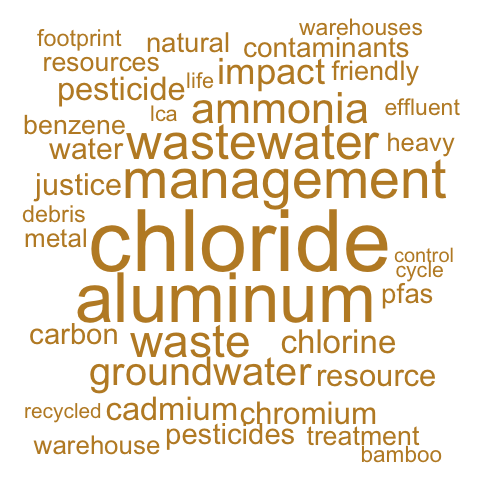 warehouses
footprint natural contaminants
resources life impact friendly
pesticide ammonia effluent
lca
benzene wastewater heavy
water
justice management
debris
metal chloride control
cycle
aluminum pfas
carbon waste chlorine
groundwater resource
recycled cadmium chromium
warehouse pesticides treatment
bamboo